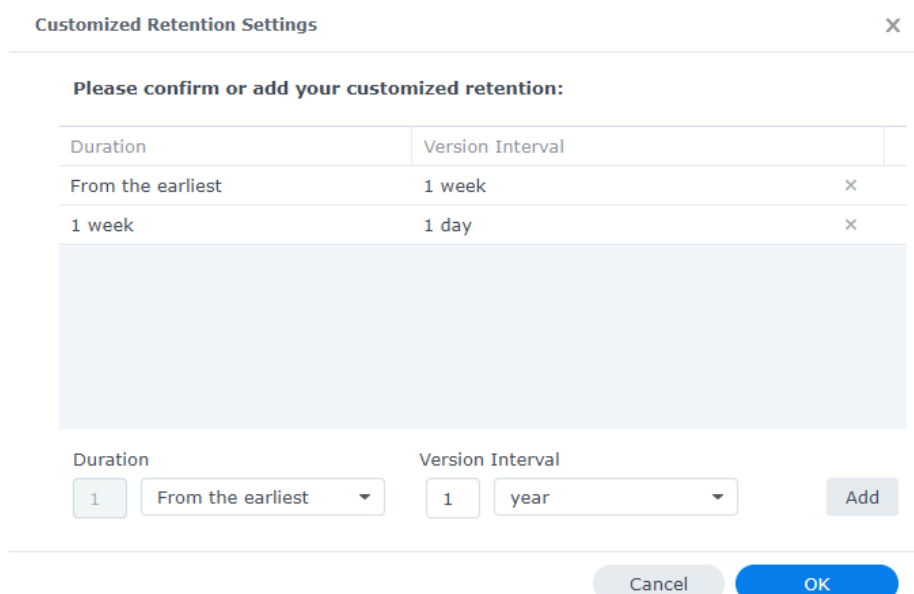 Customized Retention Settings
Please confirm or add your customized retention:
Duration Version Interval
From the earliest 1 week
1 week 1 day
Duration Version Interval
1 From the earliest 1 year Add
Cancel OK